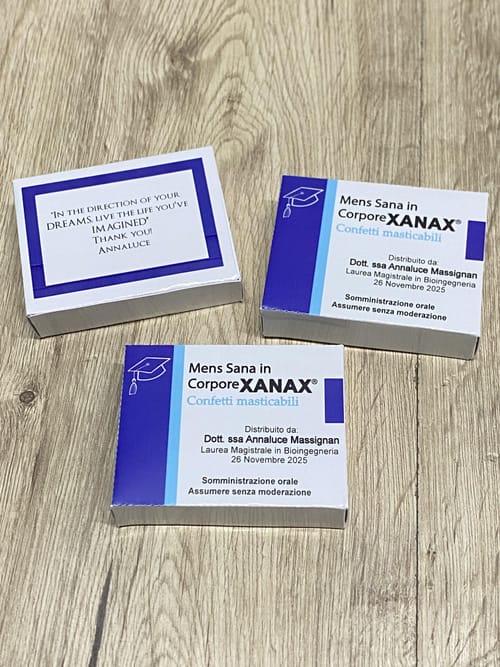 "In the direction of your
dreams, live the life you've
imagined"
Thank you!
Annaluce
Mens Sana in
CorporeXANAX®
Confetti masticabili
Distribuito da:
Dott. ssa Annaluce Massignan
Laurea Magistrale in Bioingegneria
26 Novembre 2025
Somministrazione orale
Assumere senza moderazione
Mens Sana in
CorporeXANAX®
Confetti masticabili
Distribuito da:
Dott. ssa Annaluce Massignan
Laurea Magistrale in Bioingegneria
26 Novembre 2025
Somministrazione orale
Assumere senza moderazione